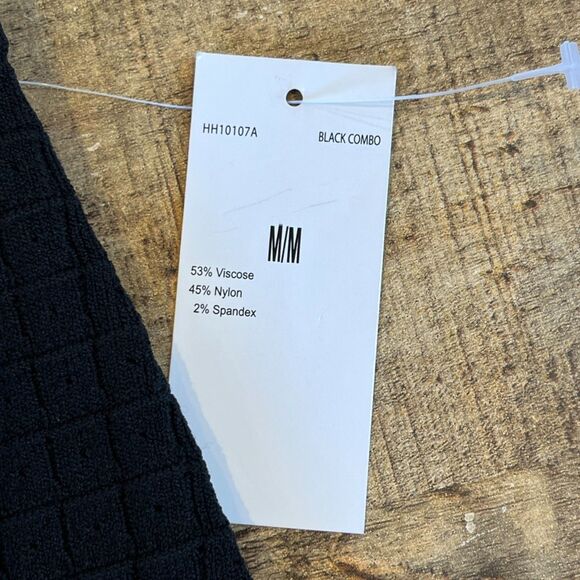 HH10107A BLACK COMBO
M/M
53% Viscose
45% Nylon
2% Spandex